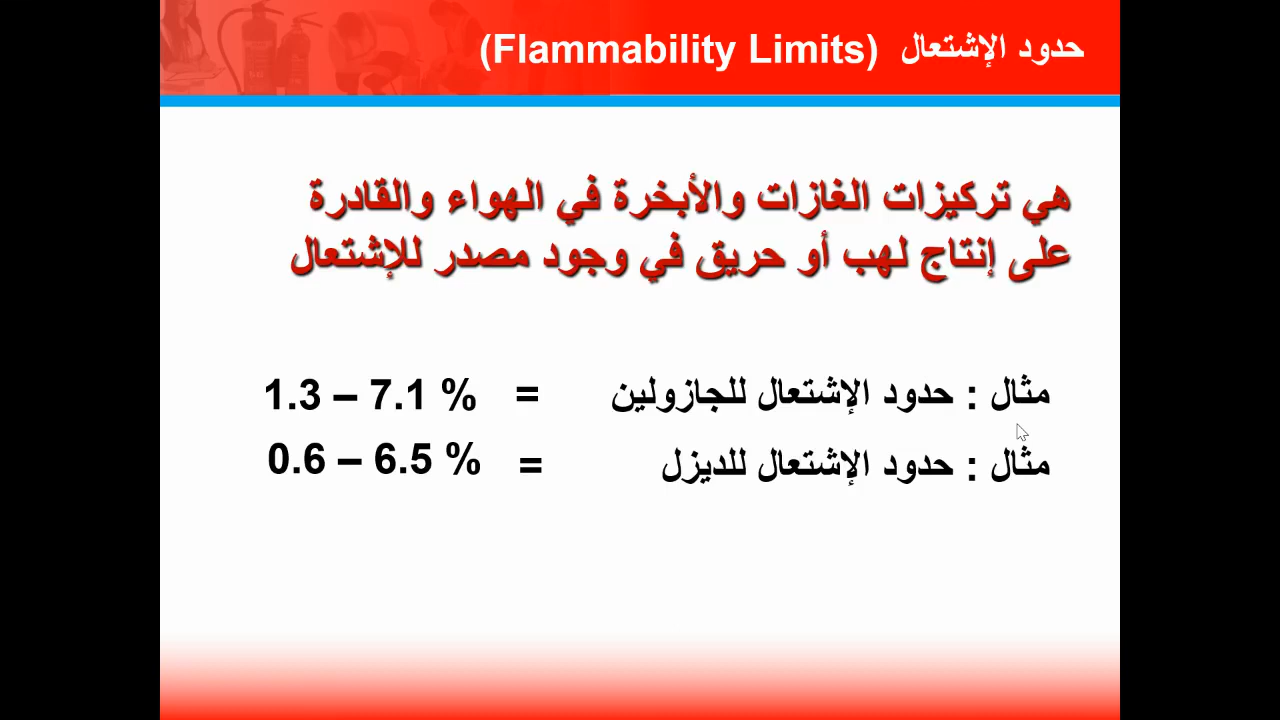 حدود الإشتعال (Flammability Limits)
هي تركيزات الغازات والأبخرة في الهواء والقادرة
على إنتاج لهب أو حريق في وجود مصدر للإشتعال
مثال : حدود الإشتعال للجازولين = 1.3 – 7.1 %
مثال : حدود الإشتعال للديزل = 0.6 – 6.5 %